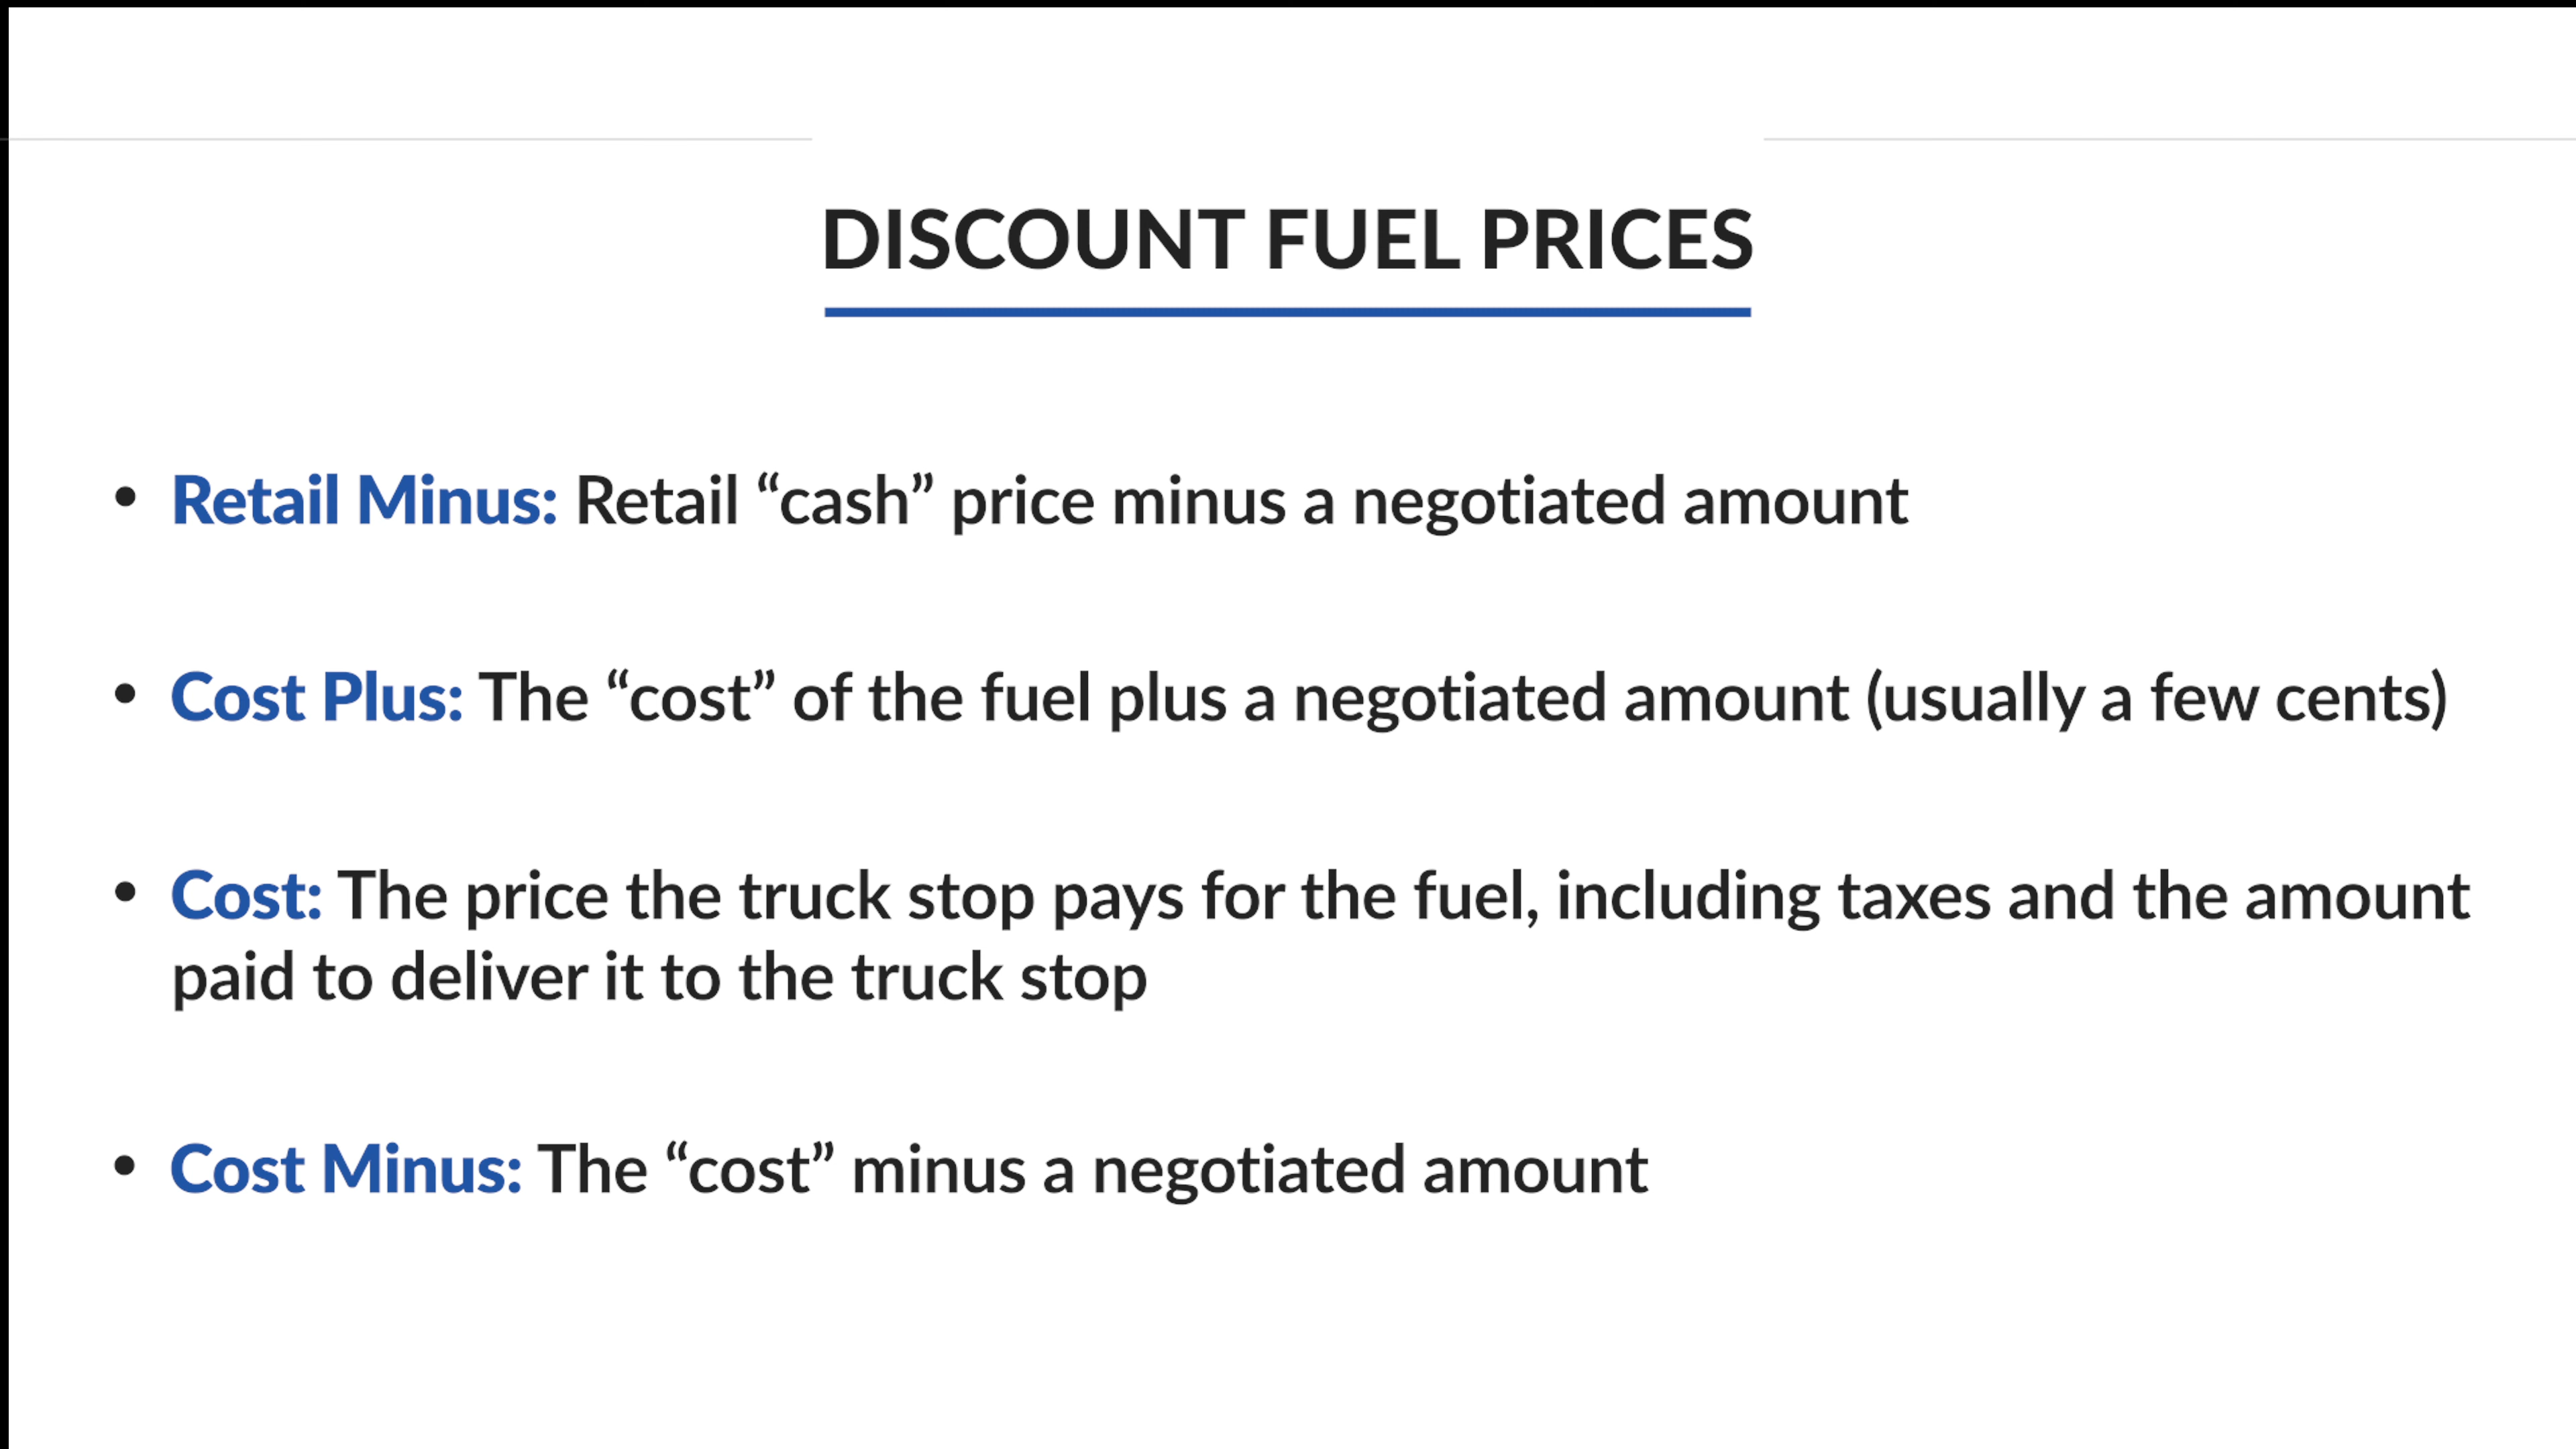 DISCOUNT FUEL PRICES
• Retail Minus: Retail “cash” price minus a negotiated amount
• Cost Plus: The “cost” of the fuel plus a negotiated amount (usually a few cents)
• Cost: The price the truck stop pays for the fuel, including taxes and the amount
paid to deliver it to the truck stop
• Cost Minus: The “cost” minus a negotiated amount